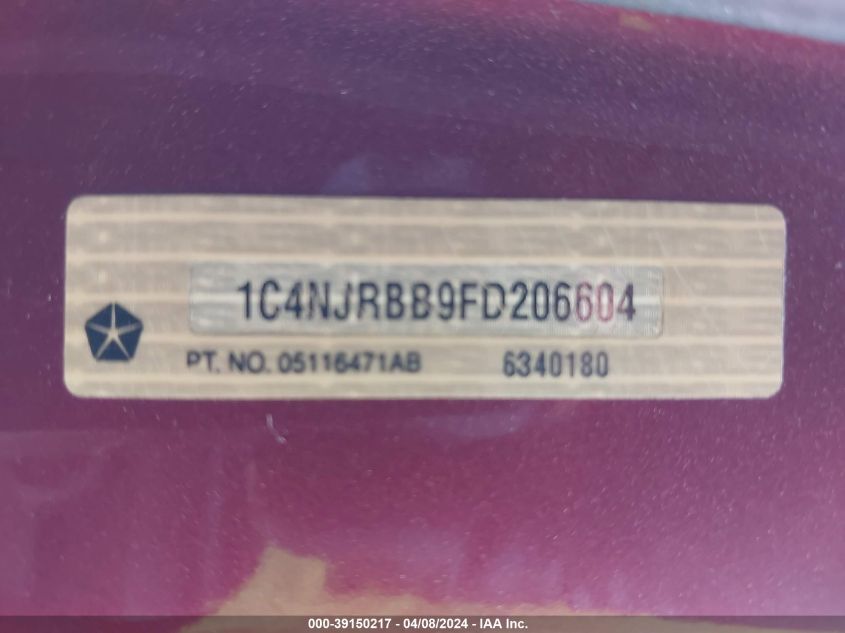 1C4NJRBB9FD206604
PT. NO. 05116471AB 6340180
000-39150217 - 04/08/2024 - IAA Inc.